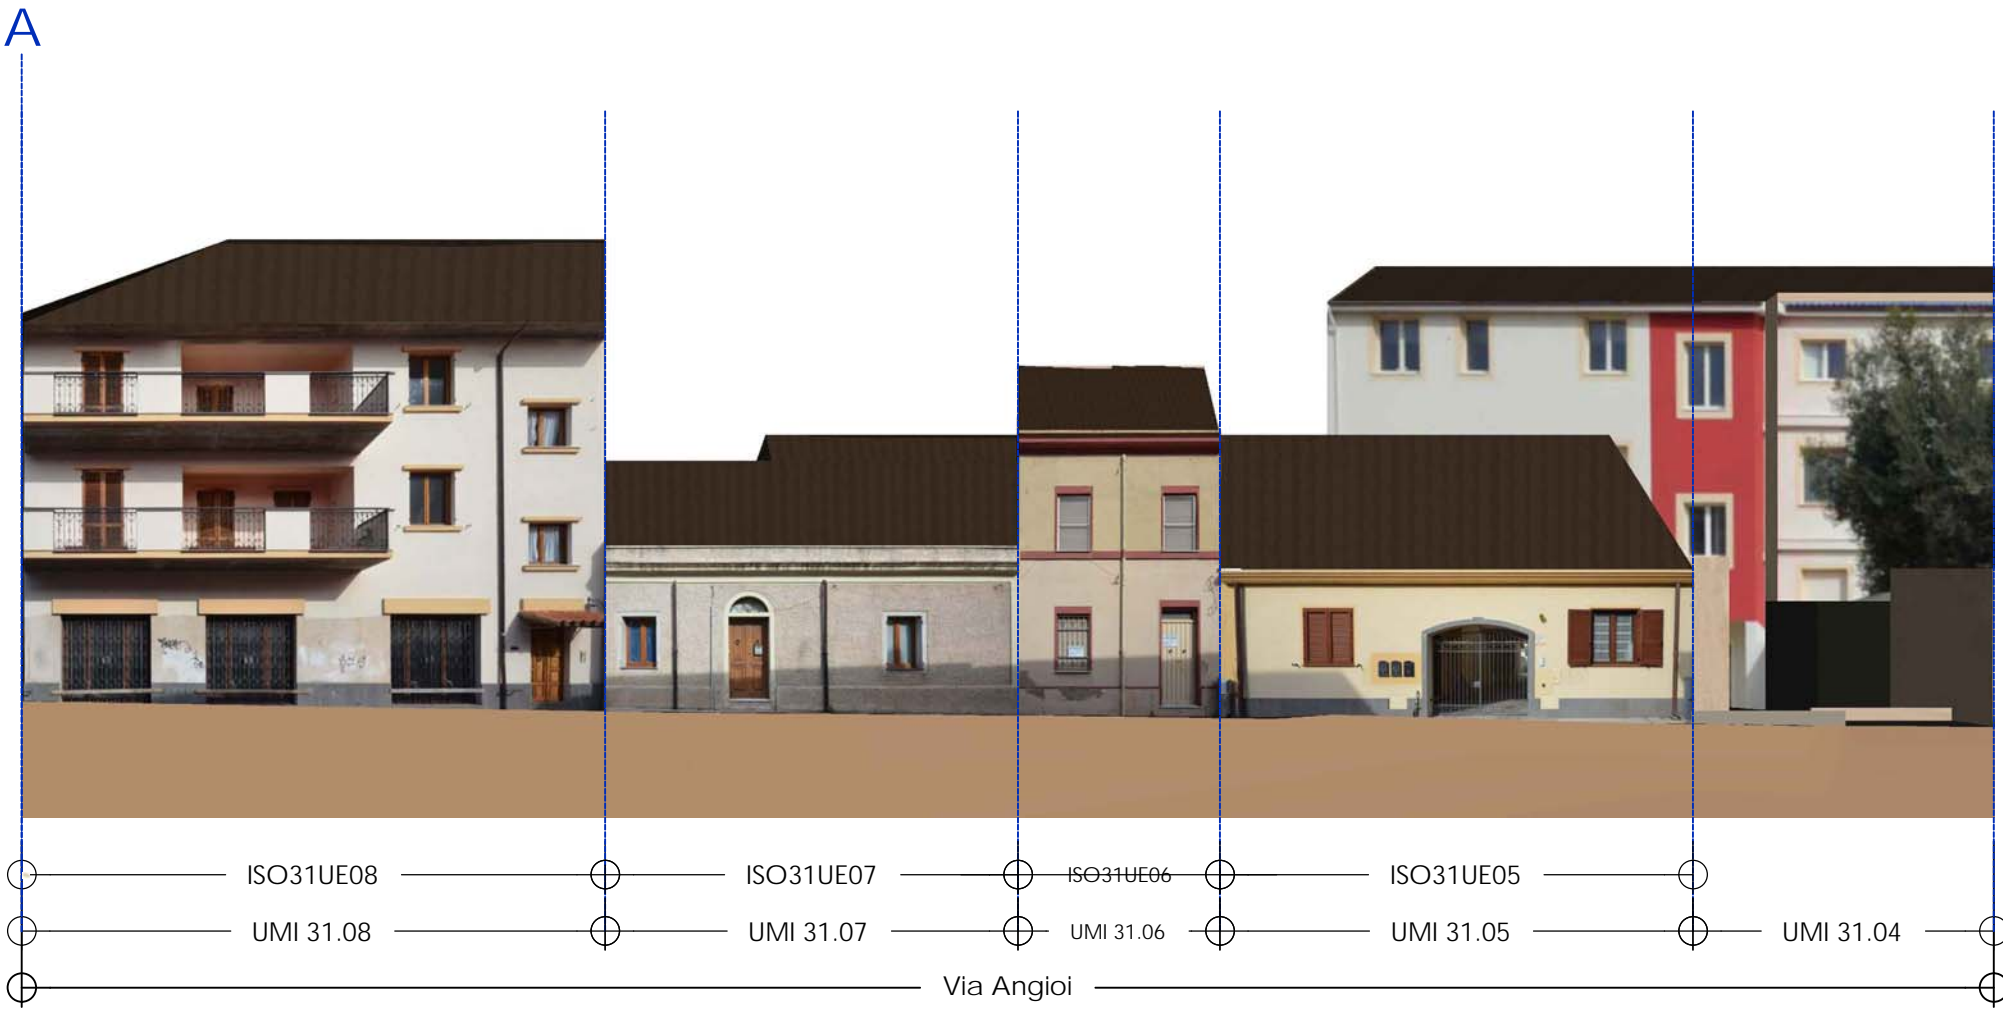 A
ISO31UE08 ISO31UE07 ISO31UE06 ISO31UE05
UMI 31.08 UMI 31.07 UMI 31.06 UMI 31.05 UMI 31.04
Via Angioi